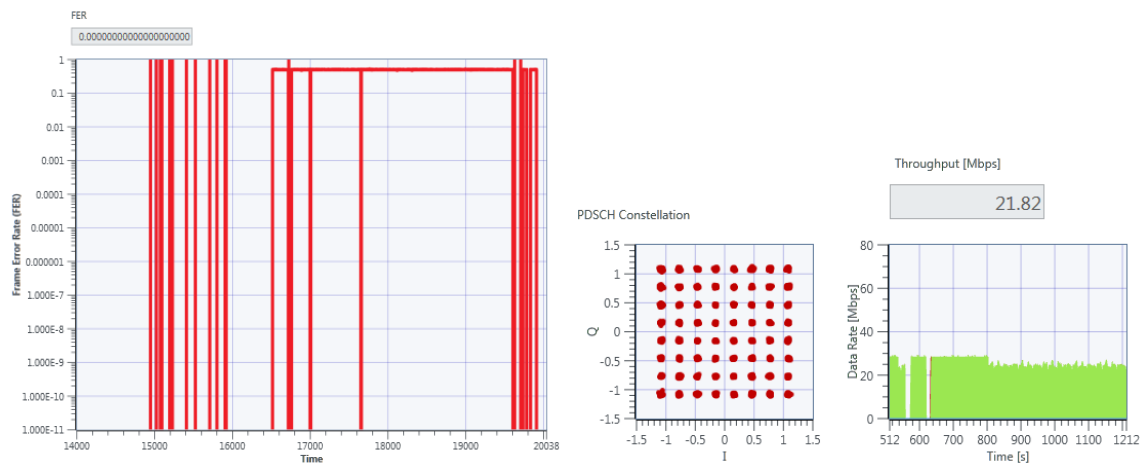 FER
0.00000000000000000000
1
0.1
0.01
0.001
0.0001
0.00001
0.000001
1.000E-7
1.000E-8
1.000E-9
1.000E-10
1.000E-11
Frame Error Rate (FER)
14000 15000 16000 17000 18000 19000 20038
Time
PDSCH Constellation
1.5
1
0.5
0
-0.5
-1
-1.5
Q
-1.5 -1 -0.5 0 0.5 1 1.5
I
Throughput [Mbps]
21.82
80
60
40
20
0
Data Rate [Mbps]
512 600 700 800 900 1000 1100 1212
Time [s]